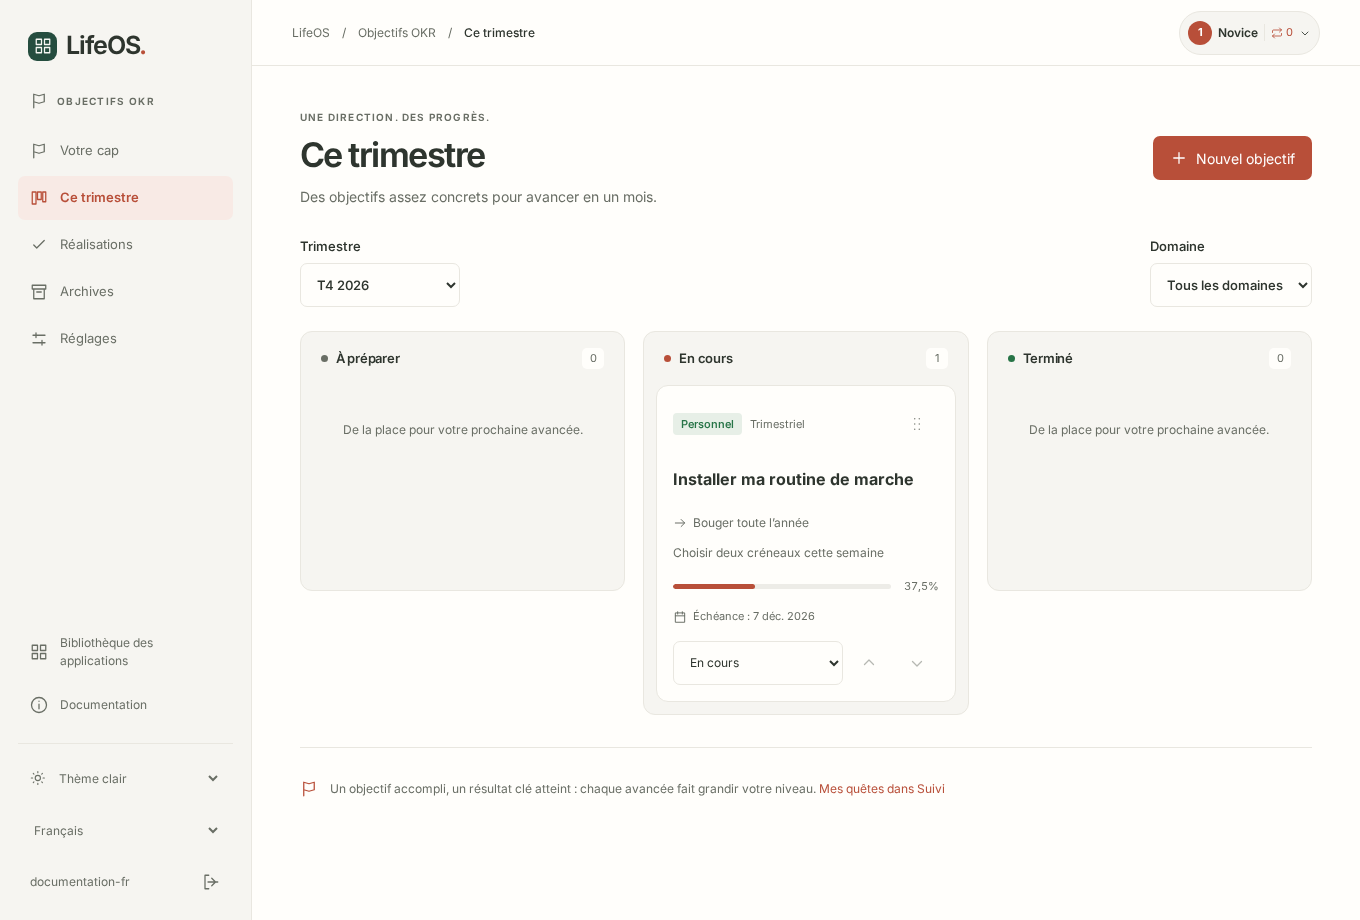 LifeOS.
OBJECTIFS OKR
Votre cap
Ce trimestre
Réalisations
Archives
Réglages
Bibliothèque des
applications
Documentation
Thème clair
Français
documentation-fr
LifeOS / Objectifs OKR / Ce trimestre
1 Novice 0
UNE DIRECTION. DES PROGRÈS.
Ce trimestre
Des objectifs assez concrets pour avancer en un mois.
Nouvel objectif
Trimestre
T4 2026
Domaine
Tous les domaines
À préparer 0
De la place pour votre prochaine avancée.
En cours 1
Personnel Trimestriel
Installer ma routine de marche
Bouger toute l’année
Choisir deux créneaux cette semaine
37,5%
Échéance : 7 déc. 2026
En cours
Terminé 0
De la place pour votre prochaine avancée.
Un objectif accompli, un résultat clé atteint : chaque avancée fait grandir votre niveau. Mes quêtes dans Suivi